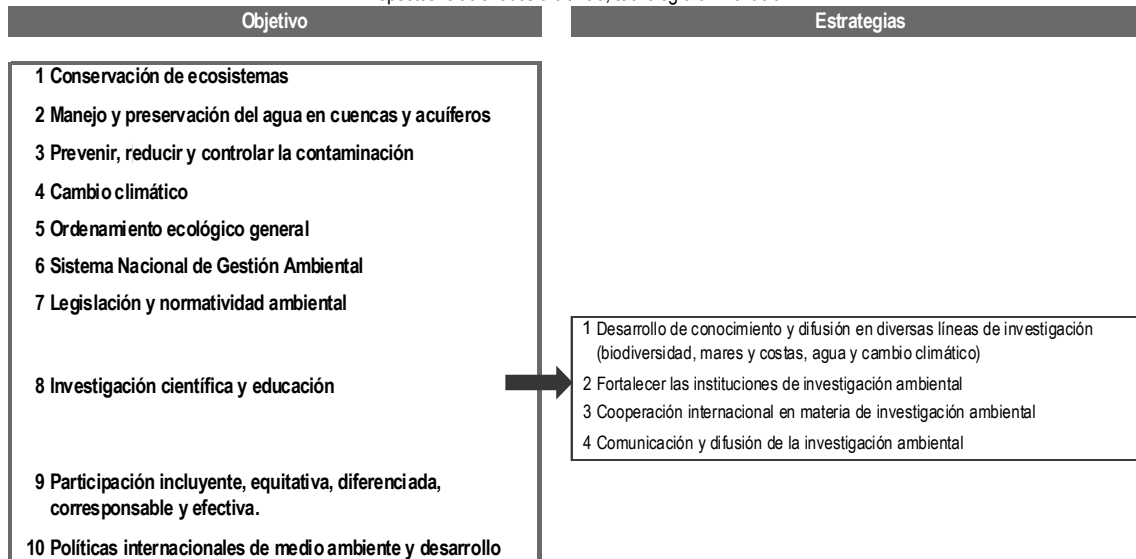 Objetivo
Estrategias
1 Conservación de ecosistemas
2 Manejo y preservación del agua en cuencas y acuíferos
3 Prevenir, reducir y controlar la contaminación
4 Cambio climático
5 Ordenamiento ecológico general
6 Sistema Nacional de Gestión Ambiental
7 Legislación y normatividad ambiental
8 Investigación científica y educación
9 Participación incluyente, equitativa, diferenciada,
corresponsable y efectiva.
10 Políticas internacionales de medio ambiente y desarrollo
1 Desarrollo de conocimiento y difusión en diversas líneas de investigación
(biodiversidad, mares y costas, agua y cambio climático)
2 Fortalecer las instituciones de investigación ambiental
3 Cooperación internacional en materia de investigación ambiental
4 Comunicación y difusión de la investigación ambiental